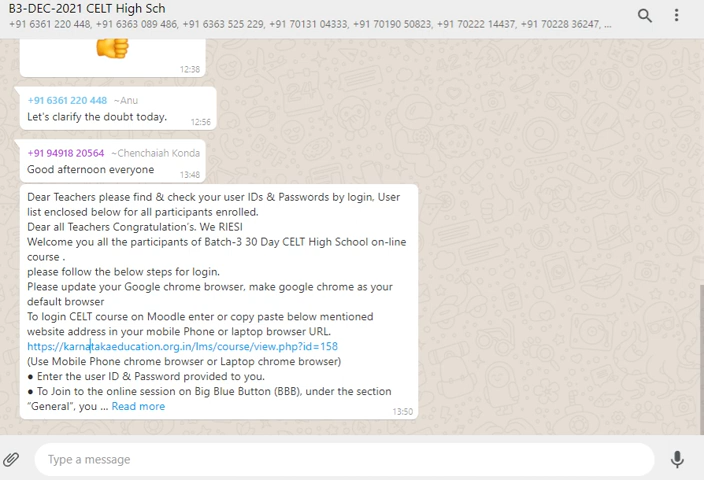 B3-DEC-2021 CELT High Sch
+91 6361 220 448, +91 6363 089 486, +91 6363 525 229, +91 70131 04333, +91 70190 50823, +91 70222 14437, +91 70228 36247, ...
12:38
+91 6361 220 448 ~Anu
Let's clarify the doubt today.
12:56
+91 94918 20564 ~Chenchaiah Konda
Good afternoon everyone
13:48
Dear Teachers please find & check your user IDs & Passwords by login, User
list enclosed below for all participants enrolled.
Dear all Teachers Congratulation's. We RIESI
Welcome you all the participants of Batch-3 30 Day CELT High School on-line
course .
please follow the below steps for login.
Please update your Google chrome browser, make google chrome as your
default browser
To login CELT course on Moodle enter or copy paste below mentioned
website address in your mobile Phone or laptop browser URL.
https://karnatakaeducation.org.in/lms/course/view.php?id=158
(Use Mobile Phone chrome browser or Laptop chrome browser)
● Enter the user ID & Password provided to you.
● To Join to the online session on Big Blue Button (BBB), under the section
"General", you ... Read more
13:50
Type a message